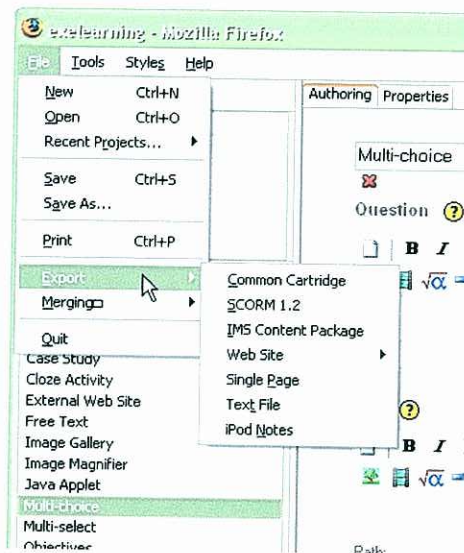 exelearning - Mozilla Firefox
File Tools Styles Help
New Ctrl+N
Open Ctrl+O
Recent Projects...
Save Ctrl+S
Save As...
Print Ctrl+P
Export
Merging
Quit
Common Cartridge
SCORM 1.2
IMS Content Package
Web Site
Single Page
Text File
iPod Notes
Case Study
Cloze Activity
External Web Site
Free Text
Image Gallery
Image Magnifier
Java Applet
Multi-choice
Multi-select
Objectives
Authoring Properties
Multi-choice
Question ?
B I
√α
?
B I
√α
Path: